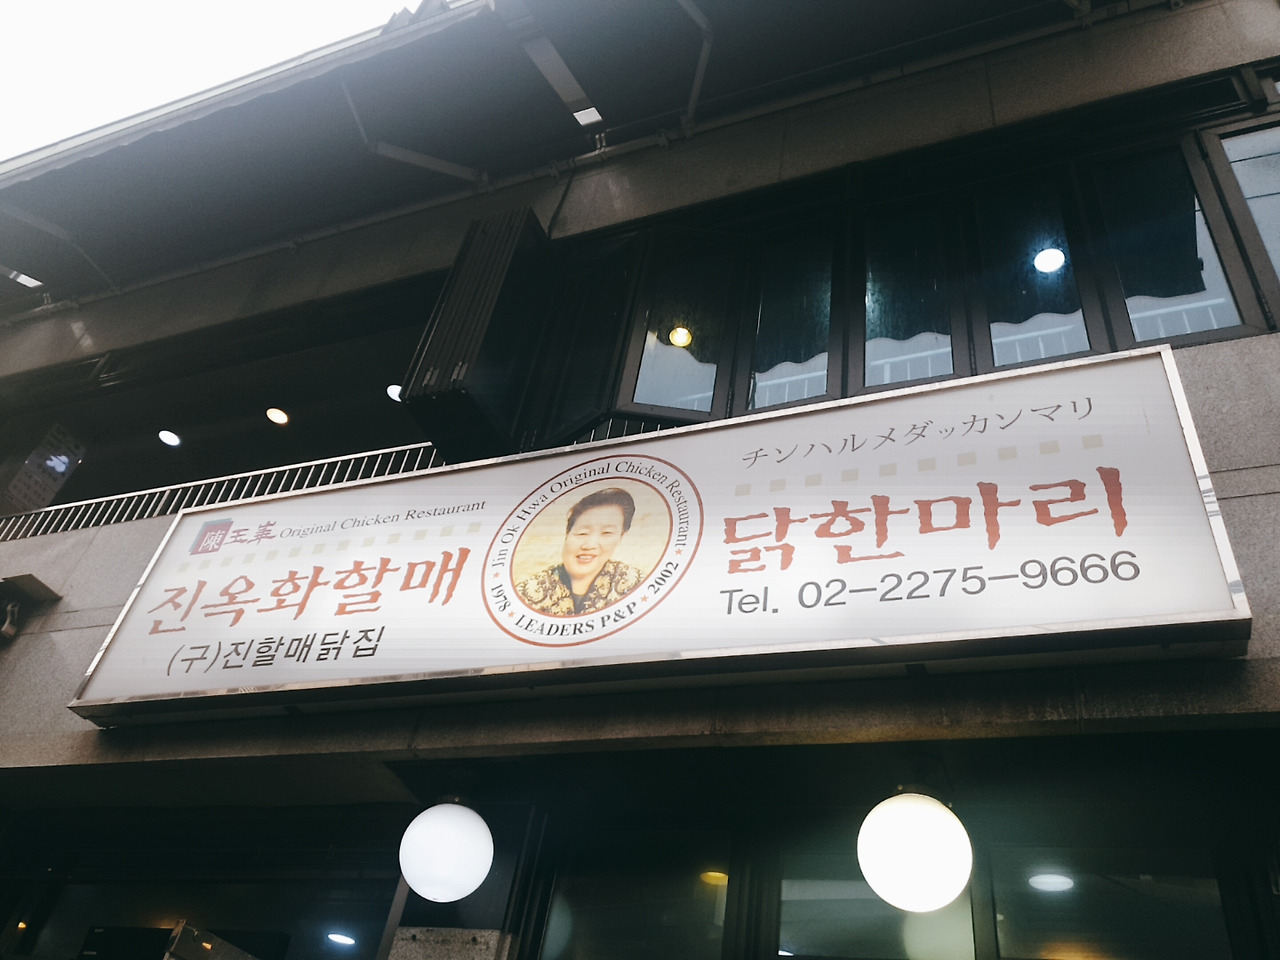 陳玉華 Original Chicken Restaurant
진옥화할매
(구)진할매닭집
Jin Ok Hwa Original Chicken Restaurant
1978 LEADERS P&P 2002
チンハルメダッカンマリ
닭한마리
Tel. 02-2275-9666